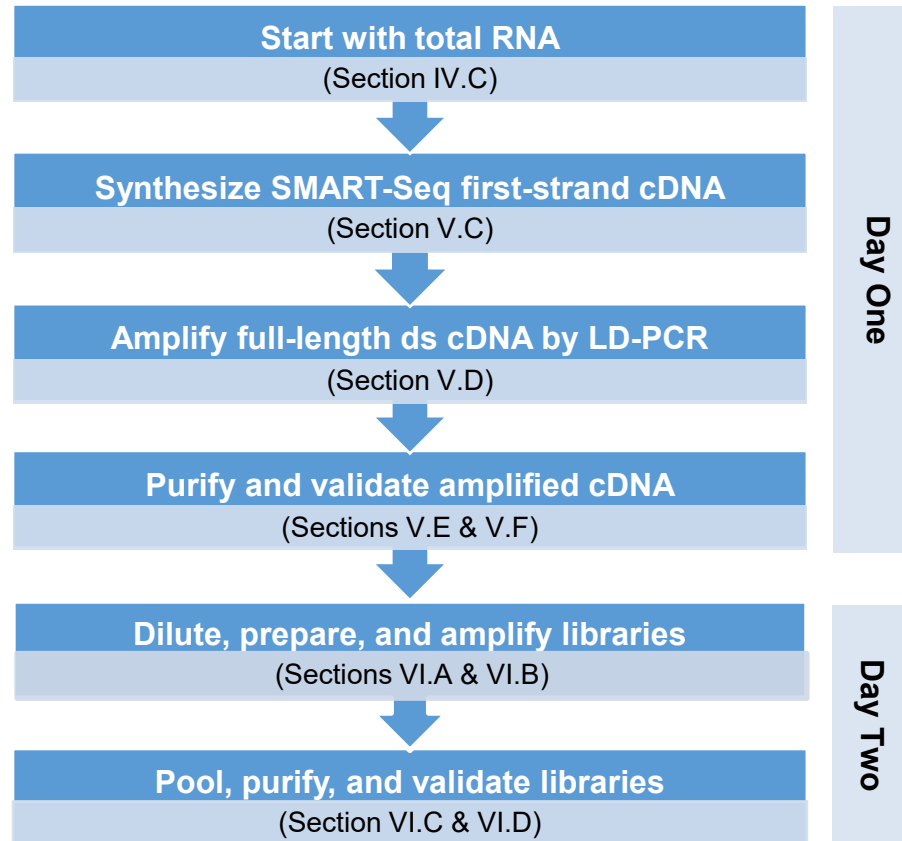 Start with total RNA
(Section IV.C)
Synthesize SMART-Seq first-strand cDNA
(Section V.C)
Amplify full-length ds cDNA by LD-PCR
(Section V.D)
Purify and validate amplified cDNA
(Sections V.E & V.F)
Day One
Dilute, prepare, and amplify libraries
(Sections VI.A & VI.B)
Pool, purify, and validate libraries
(Section VI.C & VI.D)
Day Two